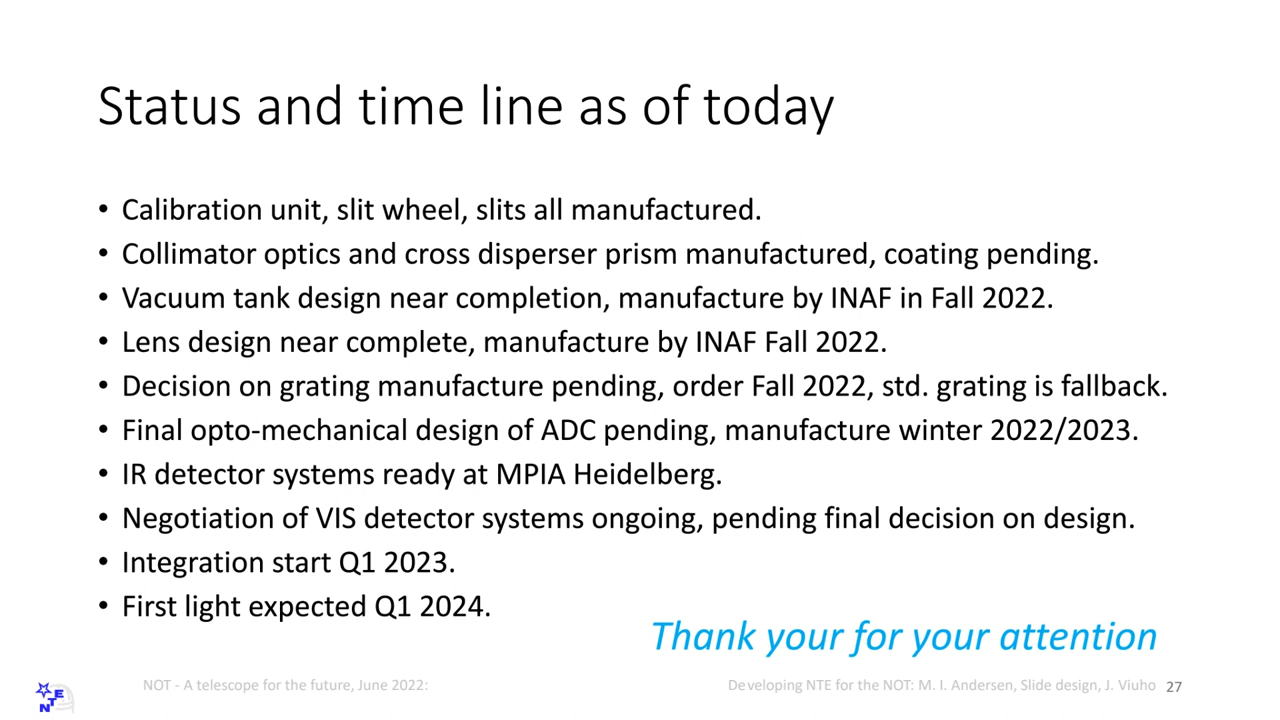 Status and time line as of today
• Calibration unit, slit wheel, slits all manufactured.
• Collimator optics and cross disperser prism manufactured, coating pending.
• Vacuum tank design near completion, manufacture by INAF in Fall 2022.
• Lens design near complete, manufacture by INAF Fall 2022.
• Decision on grating manufacture pending, order Fall 2022, std. grating is fallback.
• Final opto-mechanical design of ADC pending, manufacture winter 2022/2023.
• IR detector systems ready at MPIA Heidelberg.
• Negotiation of VIS detector systems ongoing, pending final decision on design.
• Integration start Q1 2023.
• First light expected Q1 2024.
Thank your for your attention
NTE
NOT - A telescope for the future, June 2022:
Developing NTE for the NOT: M. I. Andersen, Slide design, J. Viuho
27